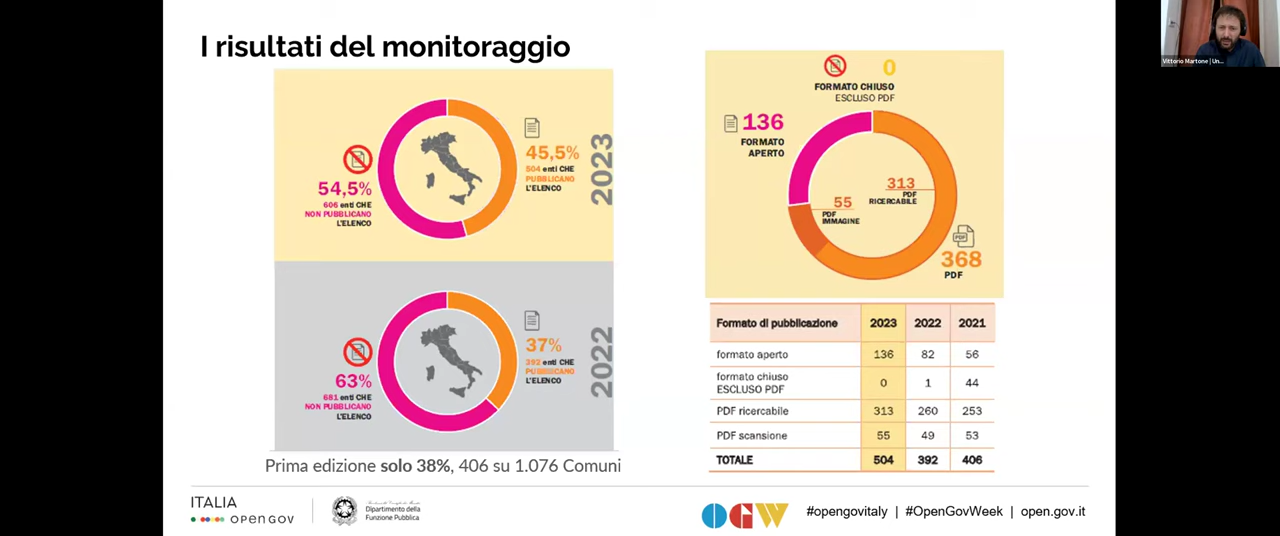 I risultati del monitoraggio
54,5%
606 enti CHE
NON PUBBLICANO
L'ELENCO
45,5%
504 enti CHE
PUBBLICANO
L'ELENCO
2023
63%
681 enti CHE
NON PUBBLICANO
L'ELENCO
37%
392 enti CHE
PUBBLICANO
L'ELENCO
2022
Prima edizione solo 38%, 406 su 1.076 Comuni
0
FORMATO CHIUSO
ESCLUSO PDF
136
FORMATO
APERTO
313
PDF
RICERCABILE
55
PDF
IMMAGINE
PDF
368
PDF
Formato di pubblicazione 2023 2022 2021
formato aperto 136 82 56
formato chiuso
ESCLUSO PDF 0 1 44
PDF ricercabile 313 260 253
PDF scansione 55 49 53
TOTALE 504 392 406
ITALIA
OPEN GOV
Dipartimento della
Funzione Pubblica
OGW
#opengovitaly | #OpenGovWeek | open.gov.it
Vittorio Martone | Un...